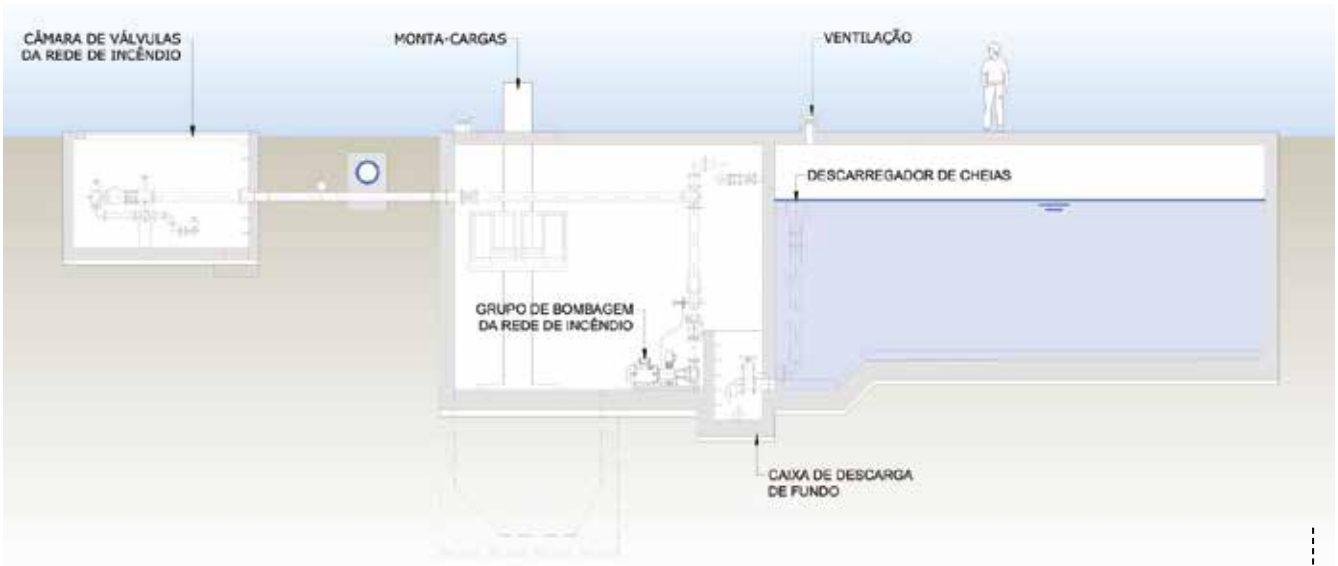 CÂMARA DE VÁLVULAS
DA REDE DE INCÊNDIO
MONTA-CARGAS
VENTILAÇÃO
DESCARREGADOR DE CHEIAS
GRUPO DE BOMBAGEM
DA REDE DE INCÊNDIO
CAIXA DE DESCARGA
DE FUNDO